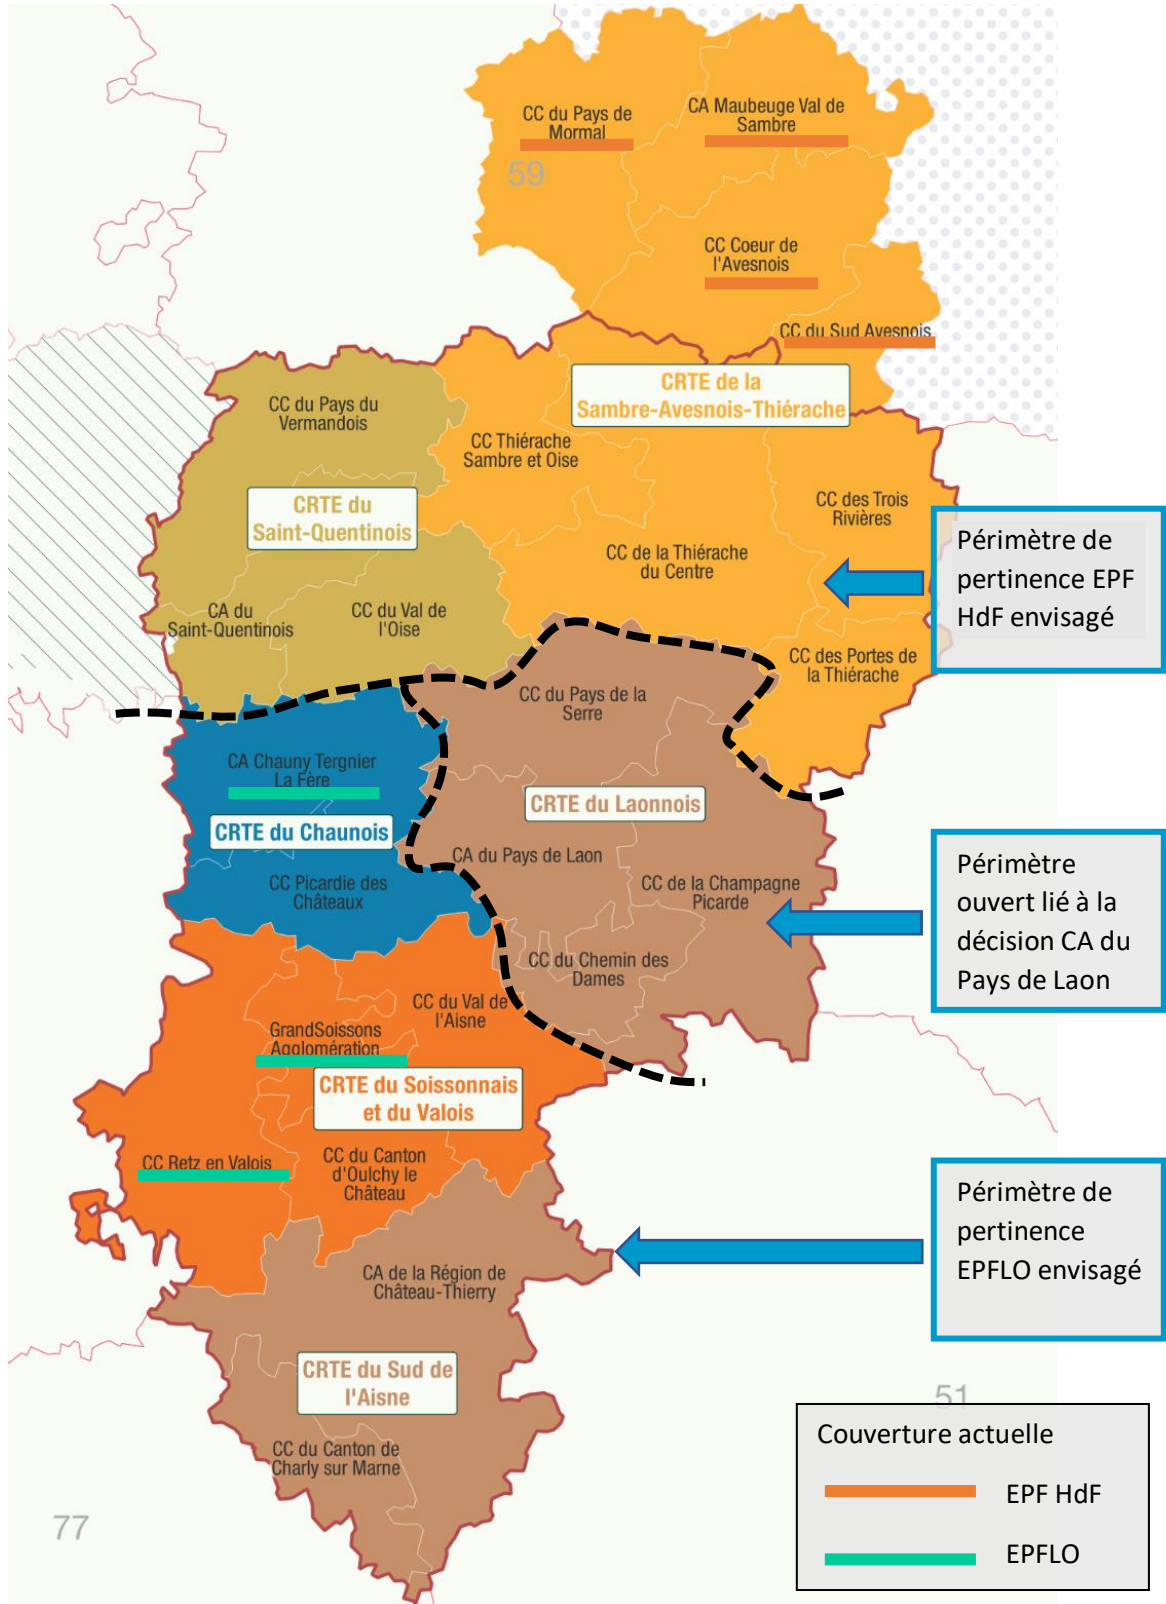 CC du Pays de
Mormal
CA Maubeuge Val de
Sambre
59
CC Coeur de
l'Avesnois
CC du Sud Avesnois
CRTE de la
Sambre-Avesnois-Thiérache
CC du Pays du
Vermandois
CC Thiérache
Sambre et Oise
CRTE du
Saint-Quentinois
CC des Trois
Rivières
CC de la Thiérache
du Centre
Périmètre de
pertinence EPF
HdF envisagé
CA du
Saint-Quentinois
CC du Val de
l'Oise
CC des Portes de
la Thiérache
CC du Pays de la
Serre
CA Chauny Tergnier
La Fère
CRTE du Laonnois
CRTE du Chaunois
CA du Pays de Laon
CC Picardie des
Châteaux
CC de la Champagne
Picarde
Périmètre
ouvert lié à la
décision CA du
Pays de Laon
CC du Chemin des
Dames
CC du Val de
l'Aisne
GrandSoissons
Agglomération
CRTE du Soissonnais
et du Valois
CC Retz en Valois
CC du Canton
d'Oulchy le
Château
Périmètre de
pertinence
EPFLO envisagé
CA de la Région de
Château-Thierry
CRTE du Sud de
l'Aisne
51
CC du Canton de
Charly sur Marne
77
Couverture actuelle
EPF HdF
EPFLO